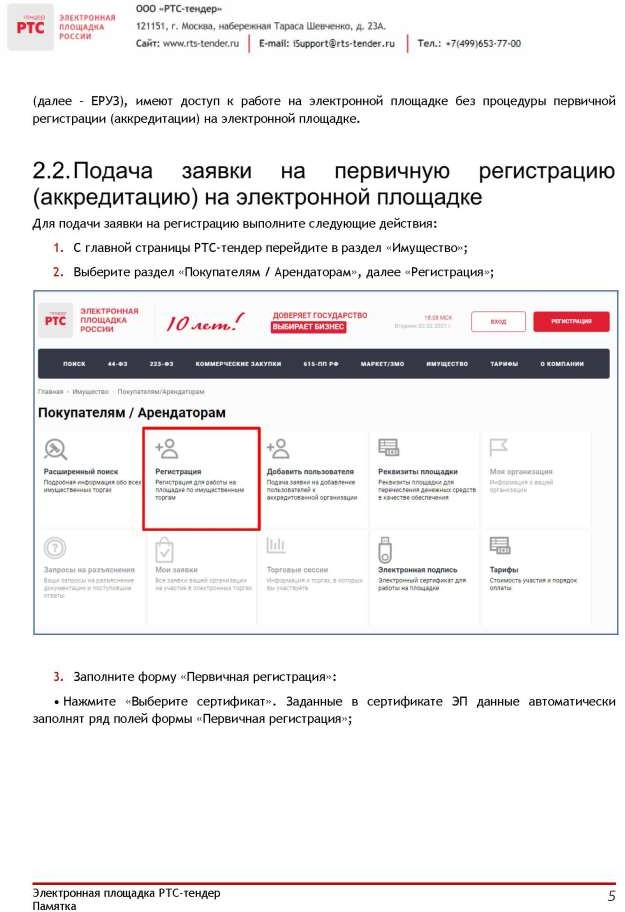 ТЕНДЕР
РТС
ЭЛЕКТРОННАЯ
ПЛОЩАДКА
РОССИИ
ООО «РТС-тендер»
121151, г. Москва, набережная Тараса Шевченко, д. 23А.
Сайт: www.rts-tender.ru | E-mail: iSupport@rts-tender.ru | Тел.: +7(499)653-77-00
(далее – ЕРУЗ), имеют доступ к работе на электронной площадке без процедуры первичной
регистрации (аккредитации) на электронной площадке.
2.2. Подача заявки на первичную регистрацию
(аккредитацию) на электронной площадке
Для подачи заявки на регистрацию выполните следующие действия:
1. С главной страницы РТС-тендер перейдите в раздел «Имущество»;
2. Выберите раздел «Покупателям / Арендаторам», далее «Регистрация»;
ТЕНДЕР
РТС
ЭЛЕКТРОННАЯ
ПЛОЩАДКА
РОССИИ
10 лет!
ДОВЕРЯЕТ ГОСУДАРСТВО
ВЫБИРАЕТ БИЗНЕС
ВХОД
РЕГИСТРАЦИЯ
ПОИСК 44-ФЗ 223-ФЗ КОММЕРЧЕСКИЕ ЗАКУПКИ 615-ПП РФ МАРКЕТ/ЗМО ИМУЩЕСТВО ТАРИФЫ О КОМПАНИИ
Главная - Имущество - Покупателям/Арендаторам
Покупателям / Арендаторам
Расширенный поиск
Подробная информация обо всех
имущественных торгах
Регистрация
Регистрация для работы на
площадке по имущественным
торгам
Добавить пользователя
Подача заявки на добавление
пользователей к
аккредитованной организации
Реквизиты площадки
Реквизиты площадки для
перечисления денежных средств
в качестве обеспечения
Моя организация
Информация о вашей
организации
Запросы на разъяснения
Ваши запросы на разъяснение
документации и поступившие
ответы
Мои заявки
Все заявки вашей организации
на участие в электронных торгах
Торговые сессии
Информация о торгах, в которых
вы участвуете
Электронная подпись
Электронный сертификат для
работы на площадке
Тарифы
Стоимость участия и порядок
оплаты
3. Заполните форму «Первичная регистрация»:
• Нажмите «Выберите сертификат». Заданные в сертификате ЭП данные автоматически
заполнят ряд полей формы «Первичная регистрация»;
Электронная площадка РТС-тендер
Памятка
5